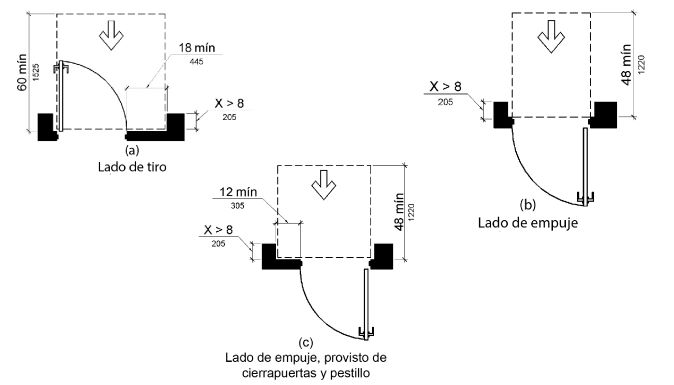 60 mín
1525
18 mín
445
X > 8
205
(a)
Lado de tiro
X > 8
205
48 mín
1220
(b)
Lado de empuje
12 mín
305
X > 8
205
48 mín
1220
(c)
Lado de empuje, provisto de
cierrapuertas y pestillo